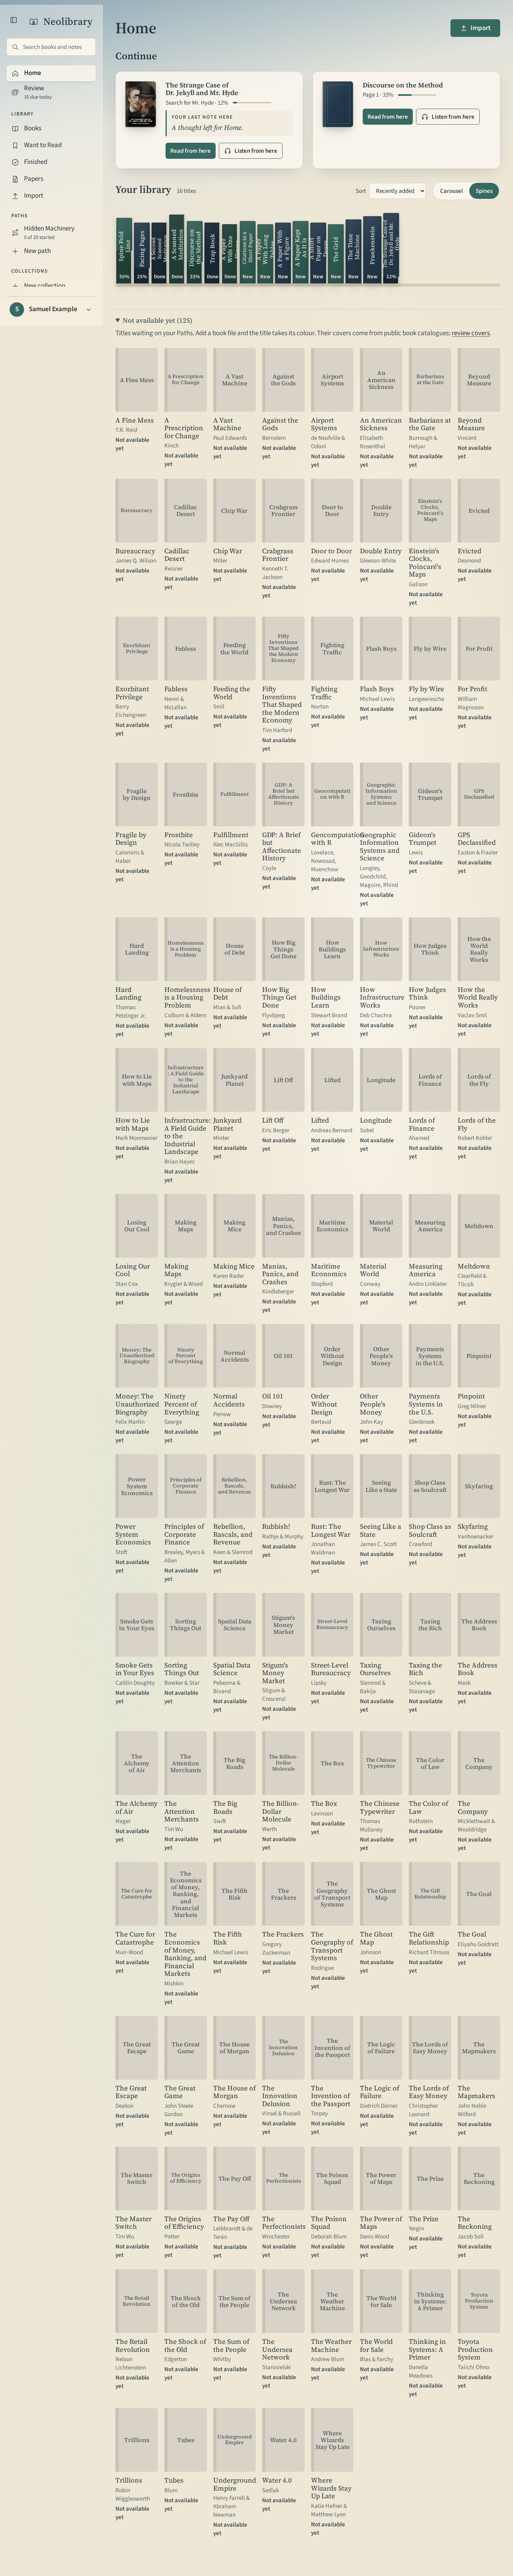 Neolibrary
Search books and notes
Home
Review
16 due today
LIBRARY
Books
Want to Read
Finished
Papers
Import
PATHS
Hidden Machinery
0 of 29 started
New path
COLLECTIONS
New collection
S
Samuel Example
Home
Import
Continue
The Strange Case of
Dr. Jekyll and Mr. Hyde
Search for Mr. Hyde · 12%
YOUR LAST NOTE HERE
A thought left for Home.
Read from here
Listen from here
Discourse on the Method
Page 1 · 33%
Read from here
Listen from here
Your library
16 titles
Sort
Recently added
Carousel
Spines
50%
25%
Done
Done
33%
Done
Done
New
New
New
New
New
New
New
New
12%
Racing Pages
Trap Book
The Grid
The Time
Machine
Frankenstein
Not available yet (125)
Titles waiting on your Paths. Add a book file and the title takes its colour. Their covers come from public book catalogues: review covers.
A Fine Mess
T.R. Reid
Not available yet
A Prescription for Change
Kinch
Not available yet
A Vast Machine
Paul Edwards
Not available yet
Against the Gods
Bernstein
Not available yet
Airport Systems
de Neufville & Odoni
Not available yet
An American Sickness
Elisabeth Rosenthal
Not available yet
Barbarians at the Gate
Burrough & Helyar
Not available yet
Beyond Measure
Vincent
Not available yet
Bureaucracy
James Q. Wilson
Not available yet
Cadillac Desert
Reisner
Not available yet
Chip War
Miller
Not available yet
Crabgrass Frontier
Kenneth T. Jackson
Not available yet
Door to Door
Edward Humes
Not available yet
Double Entry
Gleeson-White
Not available yet
Einstein's Clocks, Poincaré's Maps
Galison
Not available yet
Evicted
Desmond
Not available yet
Exorbitant Privilege
Barry Eichengreen
Not available yet
Fabless
Nenni & McLellan
Not available yet
Feeding the World
Smil
Not available yet
Fifty Inventions That Shaped the Modern Economy
Tim Harford
Not available yet
Fighting Traffic
Norton
Not available yet
Flash Boys
Michael Lewis
Not available yet
Fly by Wire
Langewiesche
Not available yet
For Profit
William Magnuson
Not available yet
Fragile by Design
Calomiris & Haber
Not available yet
Frostbite
Nicola Twilley
Not available yet
Fulfillment
Alec MacGillis
Not available yet
GDP: A Brief but Affectionate History
Coyle
Not available yet
Geocomputation with R
Lovelace, Nowosad, Muenchow
Not available yet
Geographic Information Systems and Science
Longley, Goodchild, Maguire, Rhind
Not available yet
Gideon's Trumpet
Lewis
Not available yet
GPS Declassified
Easton & Frazier
Not available yet
Hard Landing
Thomas Petzinger Jr.
Not available yet
Homelessness is a Housing Problem
Colburn & Aldern
Not available yet
House of Debt
Mian & Sufi
Not available yet
How Big Things Get Done
Flyvbjerg
Not available yet
How Buildings Learn
Stewart Brand
Not available yet
How Infrastructure Works
Deb Chachra
Not available yet
How Judges Think
Posner
Not available yet
How the World Really Works
Vaclav Smil
Not available yet
How to Lie with Maps
Mark Monmonier
Not available yet
Infrastructure: A Field Guide to the Industrial Landscape
Brian Hayes
Not available yet
Junkyard Planet
Minter
Not available yet
Lift Off
Eric Berger
Not available yet
Lifted
Andreas Bernard
Not available yet
Longitude
Sobel
Not available yet
Lords of Finance
Ahamed
Not available yet
Lords of the Fly
Robert Kohler
Not available yet
Losing Our Cool
Stan Cox
Not available yet
Making Maps
Krygier & Wood
Not available yet
Making Mice
Karen Rader
Not available yet
Manias, Panics, and Crashes
Kindleberger
Not available yet
Maritime Economics
Stopford
Not available yet
Material World
Conway
Not available yet
Measuring America
Andro Linklater
Not available yet
Meltdown
Clearfield & Tilcsik
Not available yet
Money: The Unauthorized Biography
Felix Martin
Not available yet
Ninety Percent of Everything
George
Not available yet
Normal Accidents
Perrow
Not available yet
Oil 101
Downey
Not available yet
Order Without Design
Bertaud
Not available yet
Other People's Money
John Kay
Not available yet
Payments Systems in the U.S.
Glenbrook
Not available yet
Pinpoint
Greg Milner
Not available yet
Power System Economics
Stoft
Not available yet
Principles of Corporate Finance
Brealey, Myers & Allen
Not available yet
Rebellion, Rascals, and Revenue
Keen & Slemrod
Not available yet
Rubbish!
Rathje & Murphy
Not available yet
Rust: The Longest War
Jonathan Waldman
Not available yet
Seeing Like a State
James C. Scott
Not available yet
Shop Class as Soulcraft
Crawford
Not available yet
Skyfaring
Vanhoenacker
Not available yet
Smoke Gets in Your Eyes
Caitlin Doughty
Not available yet
Sorting Things Out
Bowker & Star
Not available yet
Spatial Data Science
Pebesma & Bivand
Not available yet
Stigum's Money Market
Stigum & Crescenzi
Not available yet
Street-Level Bureaucracy
Lipsky
Not available yet
Taxing Ourselves
Slemrod & Bakija
Not available yet
Taxing the Rich
Scheve & Stasavage
Not available yet
The Address Book
Mask
Not available yet
The Alchemy of Air
Hager
Not available yet
The Attention Merchants
Tim Wu
Not available yet
The Big Roads
Swift
Not available yet
The Billion-Dollar Molecule
Werth
Not available yet
The Box
Levinson
Not available yet
The Chinese Typewriter
Thomas Mullaney
Not available yet
The Color of Law
Rothstein
Not available yet
The Company
Micklethwait & Wooldridge
Not available yet
The Cure for Catastrophe
Muir-Wood
Not available yet
The Economics of Money, Banking, and Financial Markets
Mishkin
Not available yet
The Fifth Risk
Michael Lewis
Not available yet
The Frackers
Gregory Zuckerman
Not available yet
The Geography of Transport Systems
Rodrigue
Not available yet
The Ghost Map
Johnson
Not available yet
The Gift Relationship
Richard Titmuss
Not available yet
The Goal
Eliyahu Goldratt
Not available yet
The Great Escape
Deaton
Not available yet
The Great Game
John Steele Gordon
Not available yet
The House of Morgan
Chernow
Not available yet
The Innovation Delusion
Vinsel & Russell
Not available yet
The Invention of the Passport
Torpey
Not available yet
The Logic of Failure
Dietrich Dörner
Not available yet
The Lords of Easy Money
Christopher Leonard
Not available yet
The Mapmakers
John Noble Wilford
Not available yet
The Master Switch
Tim Wu
Not available yet
The Origins of Efficiency
Potter
Not available yet
The Pay Off
Leibbrandt & de Terán
Not available yet
The Perfectionists
Winchester
Not available yet
The Poison Squad
Deborah Blum
Not available yet
The Power of Maps
Denis Wood
Not available yet
The Prize
Yergin
Not available yet
The Reckoning
Jacob Soll
Not available yet
The Retail Revolution
Nelson Lichtenstein
Not available yet
The Shock of the Old
Edgerton
Not available yet
The Sum of the People
Whitby
Not available yet
The Undersea Network
Starosielski
Not available yet
The Weather Machine
Andrew Blum
Not available yet
The World for Sale
Blas & Farchy
Not available yet
Thinking in Systems: A Primer
Donella Meadows
Not available yet
Toyota Production System
Taiichi Ohno
Not available yet
Trillions
Robin Wigglesworth
Not available yet
Tubes
Blum
Not available yet
Underground Empire
Henry Farrell & Abraham Newman
Not available yet
Water 4.0
Sedlak
Not available yet
Where Wizards Stay Up Late
Katie Hafner & Matthew Lyon
Not available yet